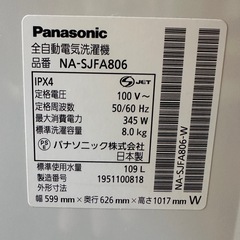 Panasonic
全自動電気洗濯機
品番 NA-SJFA806
IPX4
JET
定格電圧 100 V~
定格周波数 50/60 Hz
最大消費電力 345 W
標準洗濯容量 8.0 kg
PS E パナソニック株式会社
日本製
標準使用水量 109 L
1951100818
外形寸法
幅 599 mm × 奥行 626 mm × 高さ 1017 mm W
NA-SJFA806-W